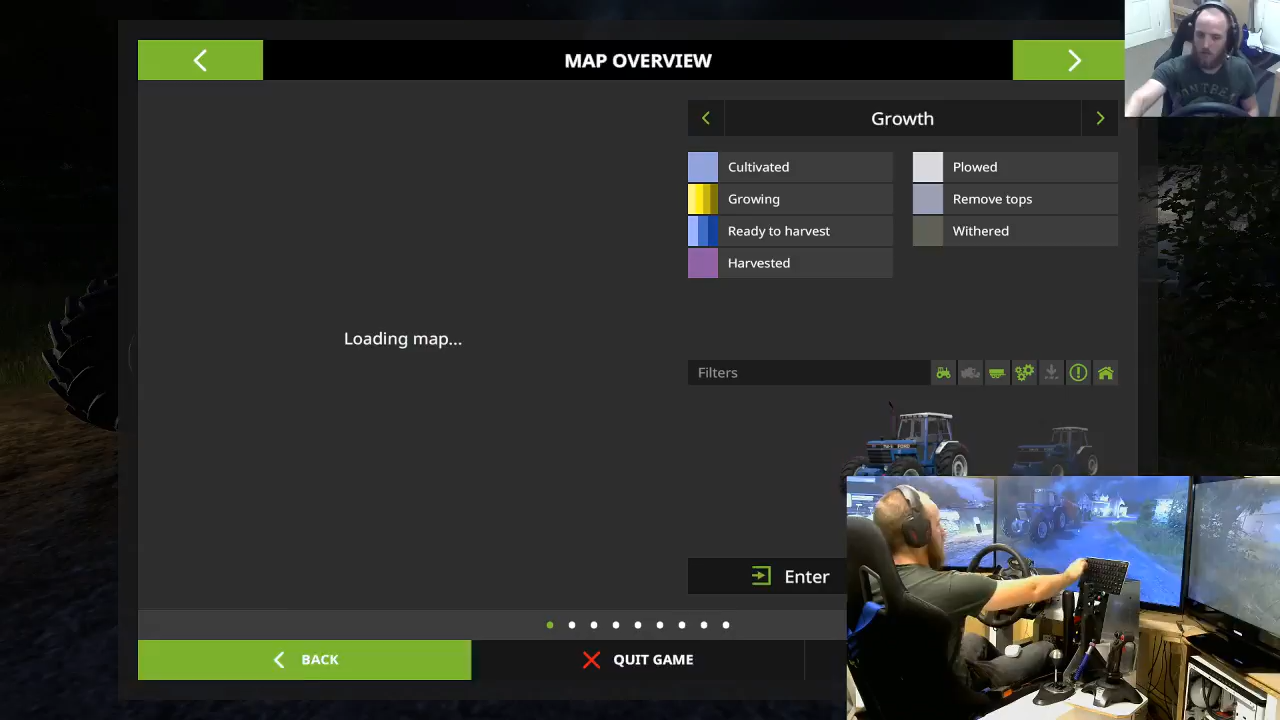 MAP OVERVIEW
Growth
Cultivated
Plowed
Growing
Remove tops
Ready to harvest
Withered
Harvested
Loading map...
Filters
Enter
BACK
QUIT GAME